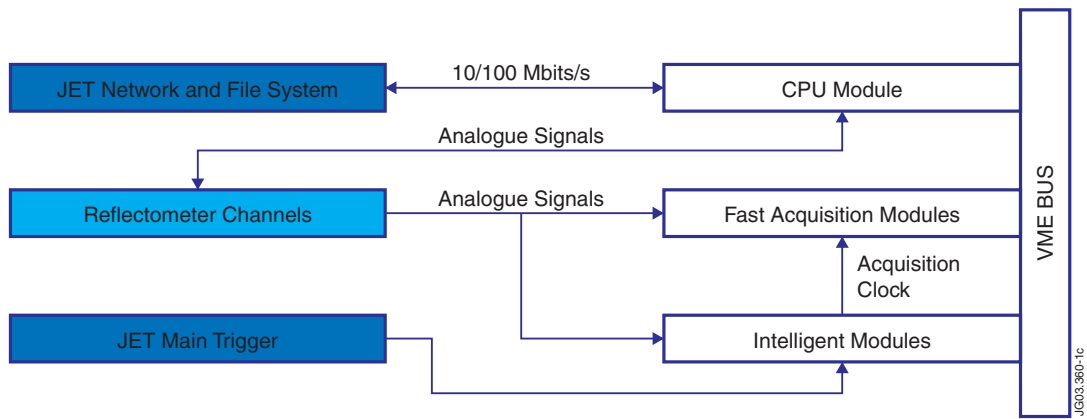 10/100 Mbits/s
JET Network and File System
CPU Module
Analogue Signals
Reflectometer Channels
Analogue Signals
Fast Acquisition Modules
Acquisition
Clock
JET Main Trigger
Intelligent Modules
VME BUS
JG03.360-1c